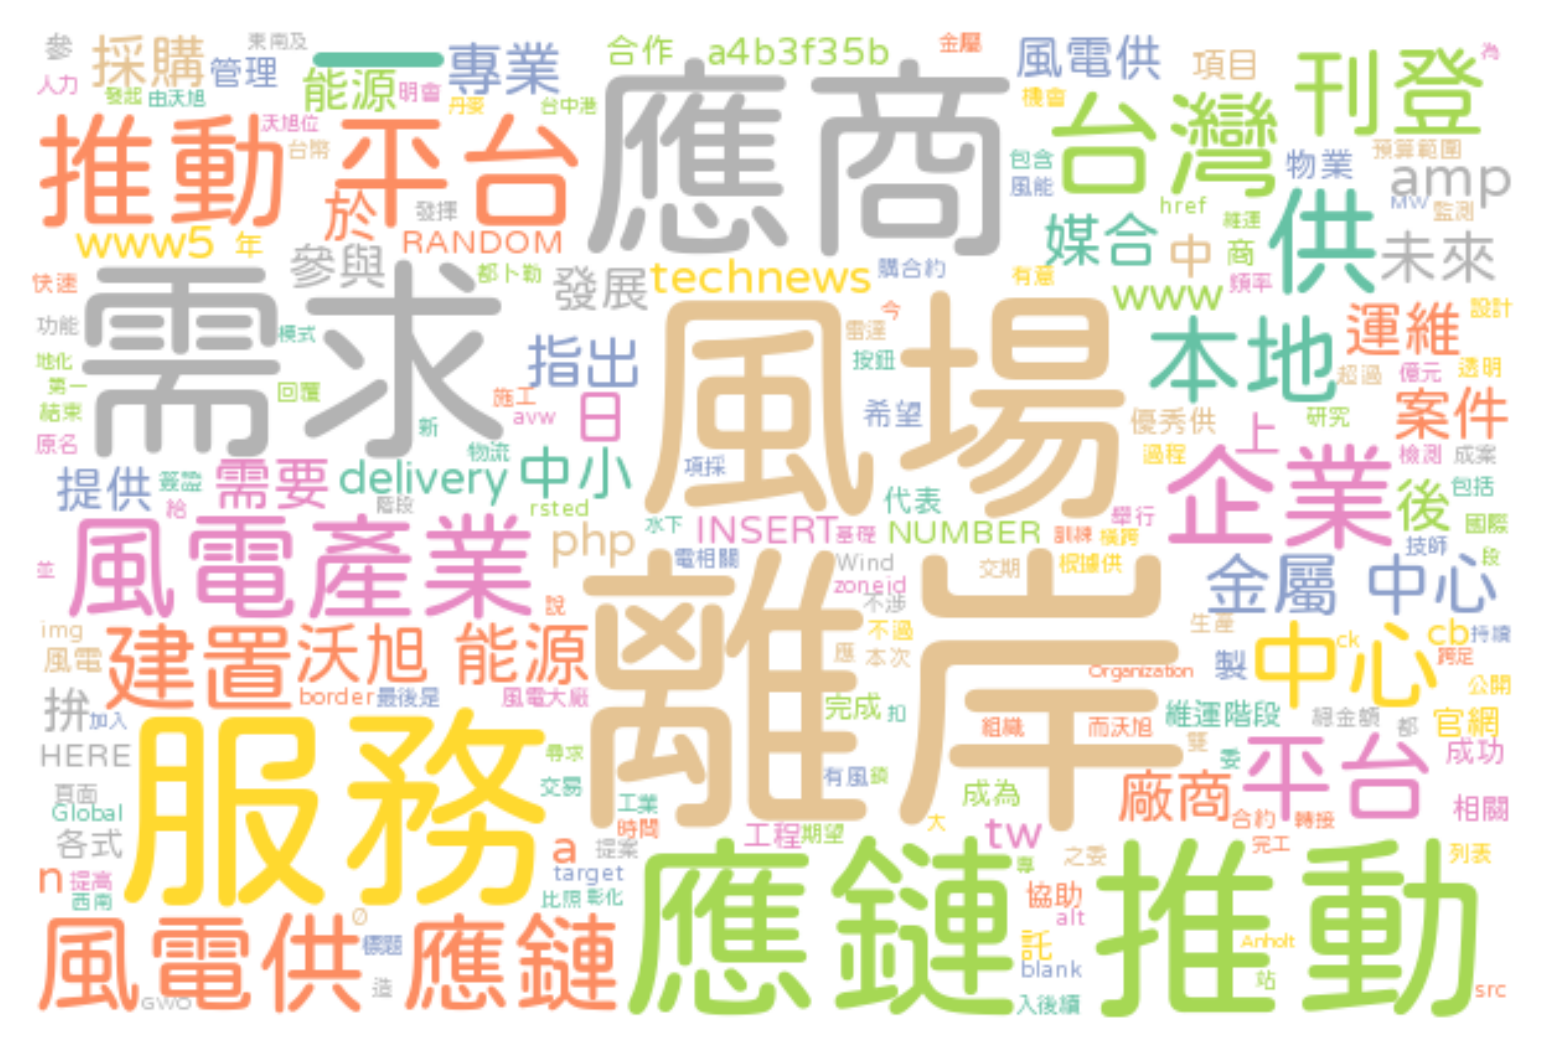 參 採購 東南及 一 專業 合作 a4b3f35b 金屬 風電供 項目 刊登 為
人力 發起 由沃旭 管理 能源 明會 丹麥 台中港 機會
推動 平台 沃旭位 台幣 應商 包含 台灣 物業 預算範圍 amp
於 發揮 風能 href 維運 MW 監測
www5 年 RANDOM 參與 都卜勒 發展 technews 購合約 有意 媒合 中 商 供 未來
快速 需求 頻率 www
功能 模式 風場 今 雷達 本地 運維 設計
地化 指出 按鈕 超過 億元 透明
第一 回覆 施工 日 希望 優秀供 研究 案件
結束 新 avw 上
原名 物流 項採 過程 企業 檢測 成案
提供 簽證 需要 delivery 中小 代表 後 包括
給 階段 rsted 水下 INSERT 基礎 NUMBER 訓練 橫跨 舉行 國際
風電產業 php 電相關 Wind 交期 根據供 技師 段
並 說 離岸 zoneid 不涉 金屬 中心
img 建置 沃旭 能源 不過 生產 中心 ck cb 持續
風電 應 本次 Organization 製 跨足
拚 加入 border 最後是 風電大廠 完成 扣 組織 而沃旭 維運階段 總金額 都 官網 公開
HERE 服務 尋求 雙 委 平台 成功
頁面 交易 有風 鎖 廠商 相關
Global 工業 成為 合約 轉接
各式 時間 工程 期望 大 tw 完工
n 提高 a 提案 應鏈 推動 之委 列表
西南 target 專 協助
比照 彰化 alt
風電供 Ø 標題 應鏈 託 Anholt
造 blank 站
GWO 入後續 src